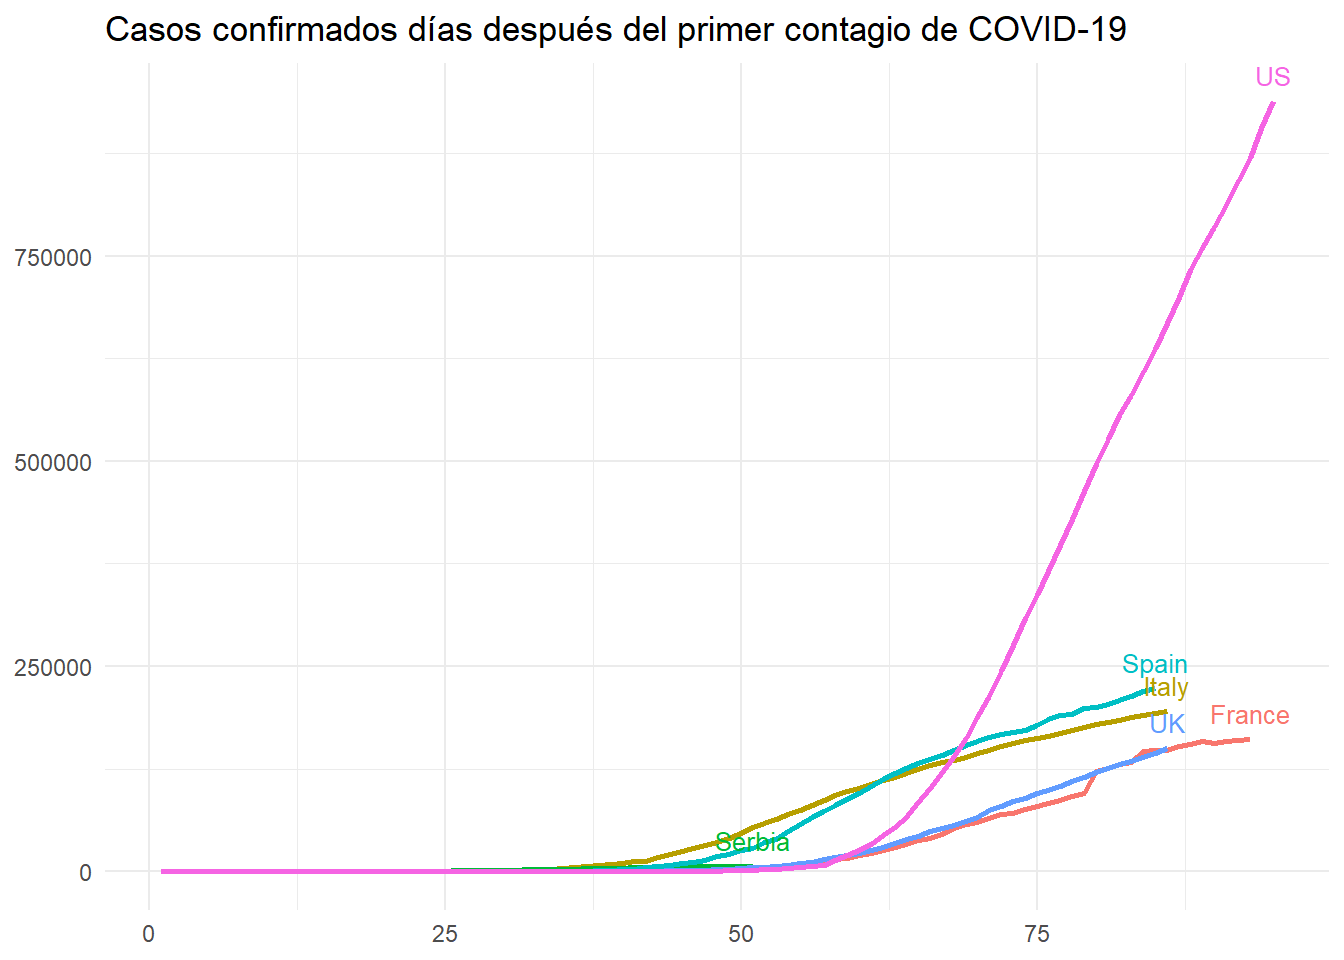 Casos confirmados días después del primer contagio de COVID-19
US
750000
500000
250000
Spain
Italy
France
UK
Serbia
0
0 25 50 75